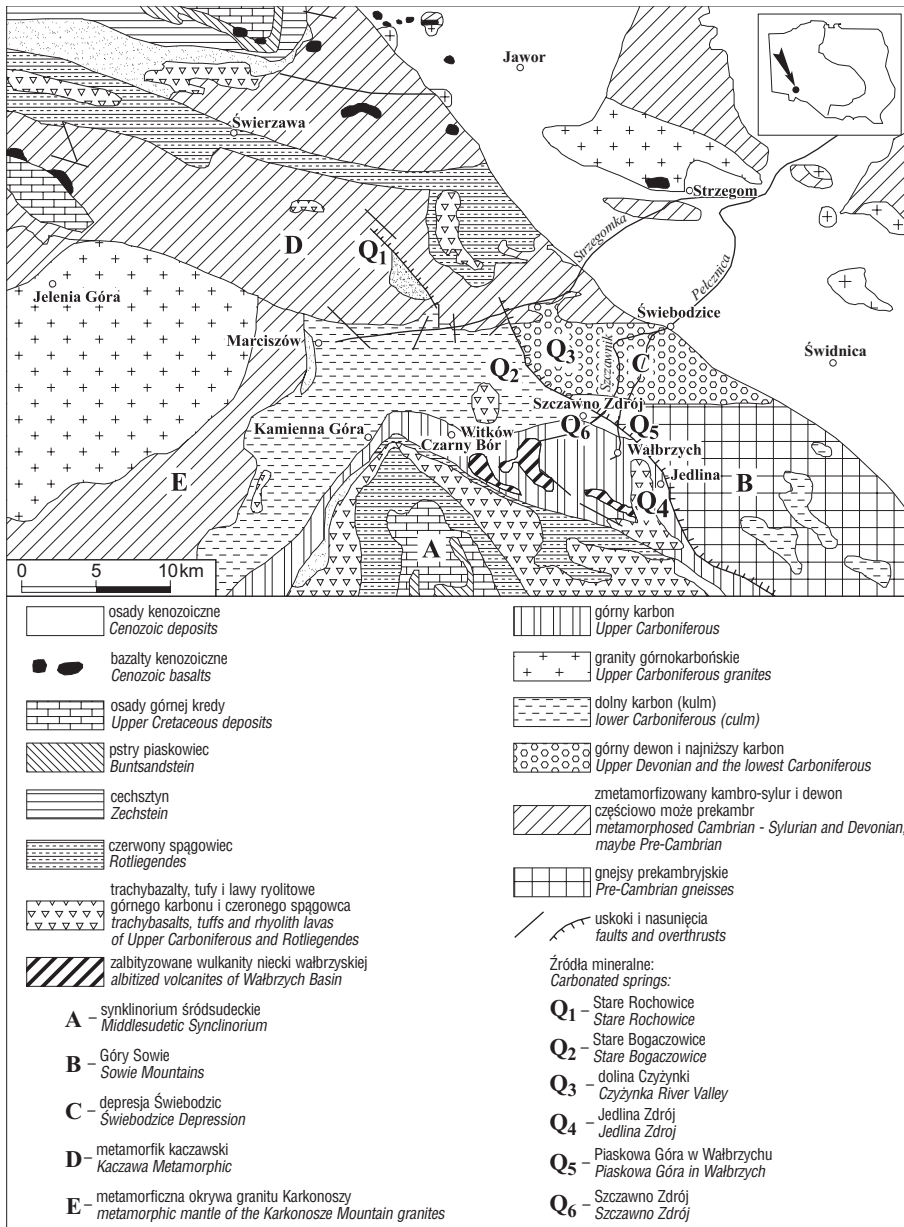 Jawor
Świerzawa
Strzegom
D
Q1
Strzegomka
Pełcznica
Jelenia Góra
Świebodzice
Marciszów
Q3
Szczawnik
C
Świdnica
Q2
Szczawno Zdrój
Kamienna Góra
Witków
Q6
Q5
Czarny Bór
Wałbrzych
E
Jedlina
B
Q4
A
0 5 10km
osady kenozoiczne
Cenozoic deposits
bazalty kenozoiczne
Cenozoic basalts
osady górnej kredy
Upper Cretaceous deposits
pstry piaskowiec
Buntsandstein
cechsztyn
Zechstein
czerwony spągowiec
Rotliegendes
trachybazalty, tufy i lawy ryolitowe
górnego karbonu i czeronego spągowca
trachybasalts, tuffs and rhyolith lavas
of Upper Carboniferous and Rotliegendes
zalbityzowane wulkanity niecki wałbrzyskiej
albitized volcanites of Wałbrzych Basin
A – synklinorium śródsudeckie
Middlesudetic Synclinorium
B – Góry Sowie
Sowie Mountains
C – depresja Świebodzic
Świebodzice Depression
D – metamorfik kaczawski
Kaczawa Metamorphic
E – metamorficzna okrywa granitu Karkonoszy
metamorphic mantle of the Karkonosze Mountain granites
górny karbon
Upper Carboniferous
granity górnokarbońskie
Upper Carboniferous granites
dolny karbon (kulm)
lower Carboniferous (culm)
górny dewon i najniższy karbon
Upper Devonian and the lowest Carboniferous
zmetamorfizowany kambro-sylur i dewon
częściowo może prekambr
metamorphosed Cambrian - Sylurian and Devonian,
maybe Pre-Cambrian
gnejsy prekambryjskie
Pre-Cambrian gneisses
uskoki i nasunięcia
faults and overthrusts
Źródła mineralne:
Carbonated springs:
Q1 – Stare Rochowice
Stare Rochowice
Q2 – Stare Bogaczowice
Stare Bogaczowice
Q3 – dolina Czyżynki
Czyżynka River Valley
Q4 – Jedlina Zdrój
Jedlina Zdroj
Q5 – Piaskowa Góra w Wałbrzychu
Piaskowa Góra in Wałbrzych
Q6 – Szczawno Zdrój
Szczawno Zdrój